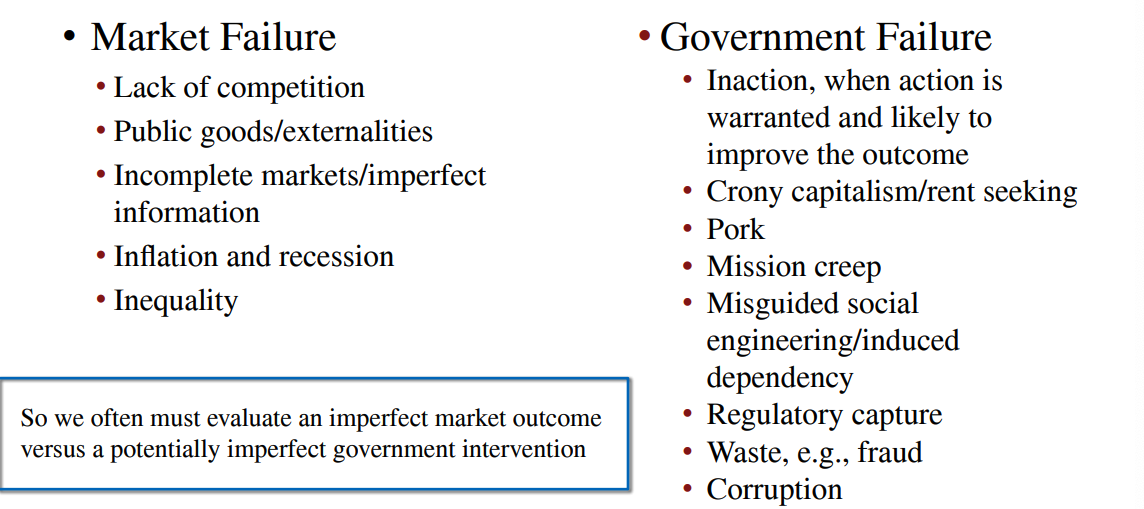 • Market Failure
• Lack of competition
• Public goods/externalities
• Incomplete markets/imperfect
information
• Inflation and recession
• Inequality
So we often must evaluate an imperfect market outcome
versus a potentially imperfect government intervention
• Government Failure
• Inaction, when action is
warranted and likely to
improve the outcome
• Crony capitalism/rent seeking
• Pork
• Mission creep
• Misguided social
engineering/induced
dependency
• Regulatory capture
• Waste, e.g., fraud
• Corruption